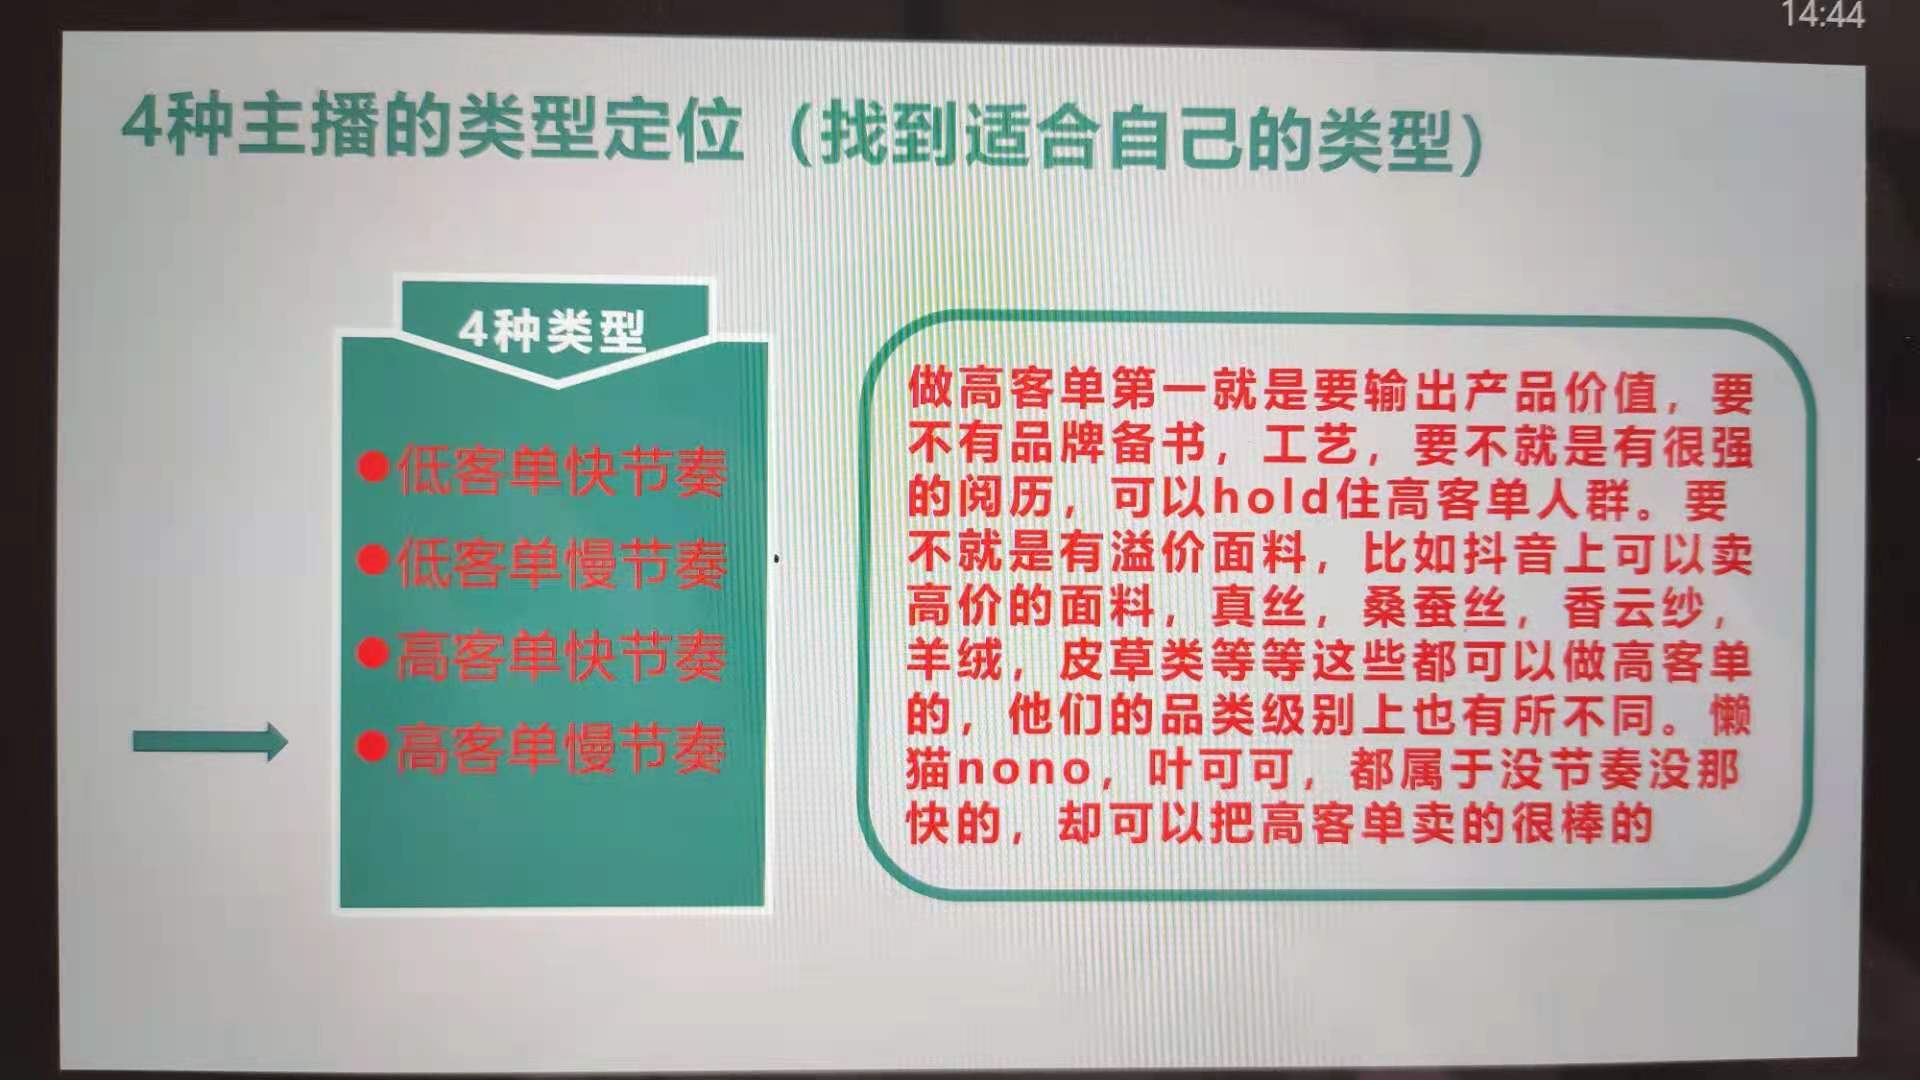 14:44
4种主播的类型定位（找到适合自己的类型）
4种类型
●低客单快节奏
●低客单慢节奏
●高客单快节奏
●高客单慢节奏
做高客单第一就是要输出产品价值，要
不有品牌备书，工艺，要不就是有很强
的阅历，可以hold住高客单人群。要
不就是有溢价面料，比如抖音上可以卖
高价的面料，真丝，桑蚕丝，香云纱，
羊绒，皮草类等等这些都可以做高客单
的，他们的品类级别上也有所不同。懒
猫nono，叶可可，都属于没节奏没那
快的，却可以把高客单卖的很棒的